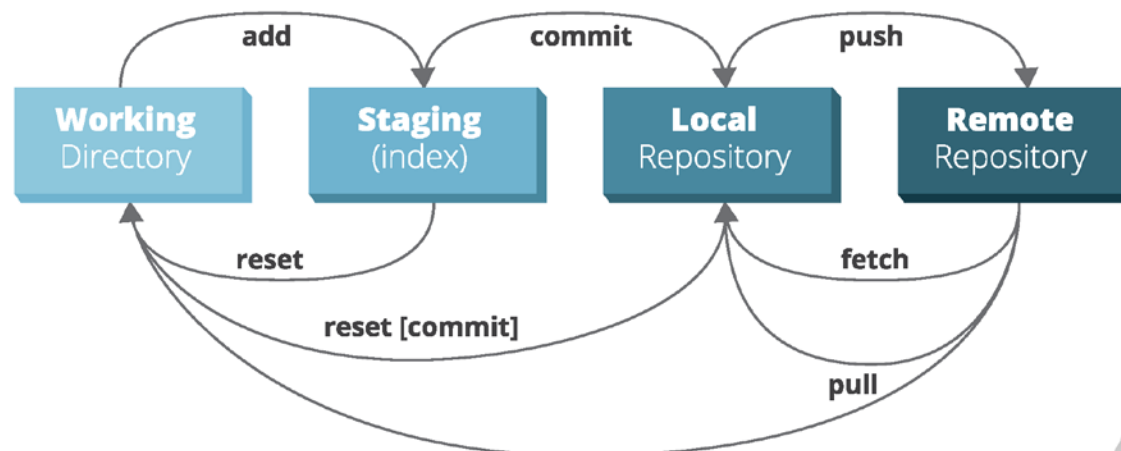 add
commit
push
Working
Directory
Staging
(index)
Local
Repository
Remote
Repository
reset
fetch
reset [commit]
pull